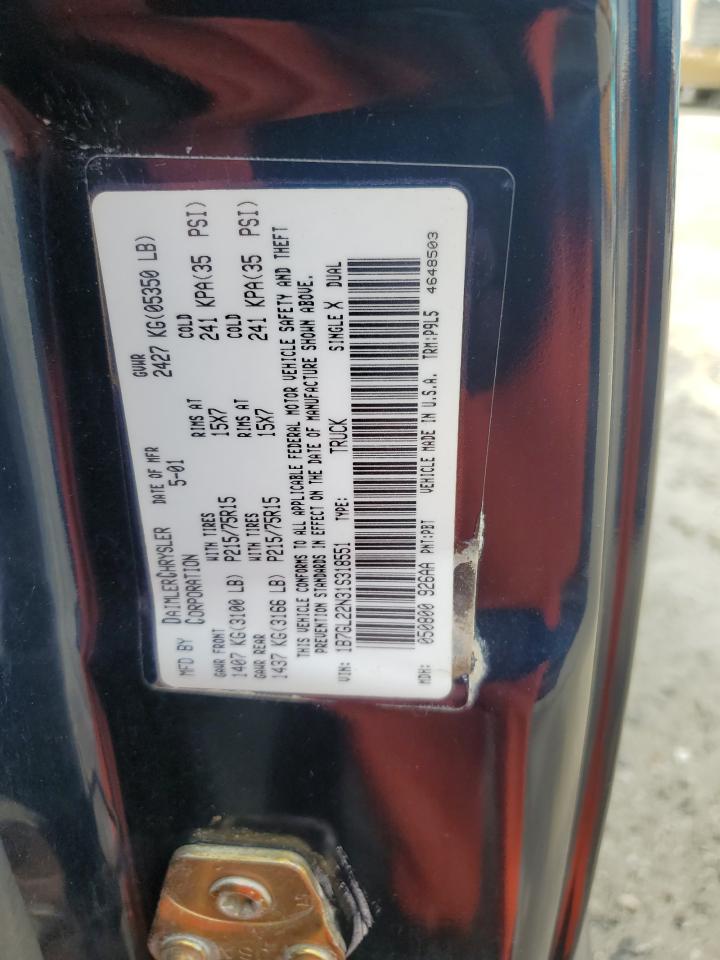 MFD BY DAIMLERCHRYSLER CORPORATION DATE OF MFR 5-01 GVWR 2427 KG(05350 LB)
GAWR FRONT WITH TIRES RIMS AT COLD
1407 KG(3100 LB) P215/75R15 15X7 241 KPA(35 PSI)
GAWR REAR WITH TIRES RIMS AT COLD
1437 KG(3166 LB) P215/75R15 15X7 241 KPA(35 PSI)
THIS VEHICLE CONFORMS TO ALL APPLICABLE FEDERAL MOTOR VEHICLE SAFETY AND THEFT
PREVENTION STANDARDS IN EFFECT ON THE DATE OF MANUFACTURE SHOWN ABOVE.
VIN: 1B7GL22N31S318551 TYPE: TRUCK SINGLE X DUAL
MDH: 050800 926AA PNT:PBT VEHICLE MADE IN U.S.A. TRM:P9L5 4648503